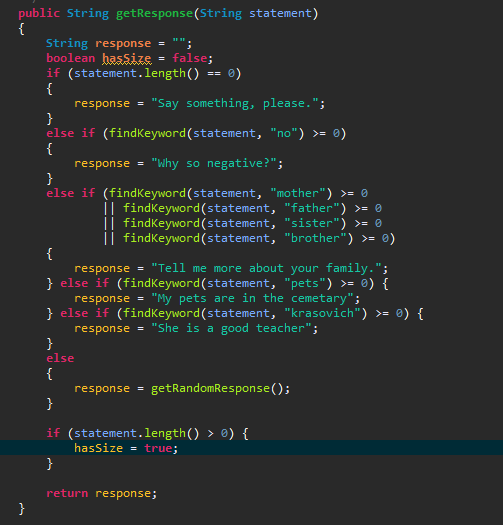 public String getResponse(String statement)
{
    String response = "";
    boolean hasSize = false;
    if (statement.length() == 0)
    {
        response = "Say something, please.";
    }
    else if (findKeyword(statement, "no") >= 0)
    {
        response = "Why so negative?";
    }
    else if (findKeyword(statement, "mother") >= 0
            || findKeyword(statement, "father") >= 0
            || findKeyword(statement, "sister") >= 0
            || findKeyword(statement, "brother") >= 0)
    {
        response = "Tell me more about your family.";
    } else if (findKeyword(statement, "pets") >= 0) {
        response = "My pets are in the cemetary";
    } else if (findKeyword(statement, "krasovich") >= 0) {
        response = "She is a good teacher";
    }
    else
    {
        response = getRandomResponse();
    }

    if (statement.length() > 0) {
        hasSize = true;
    }

    return response;
}